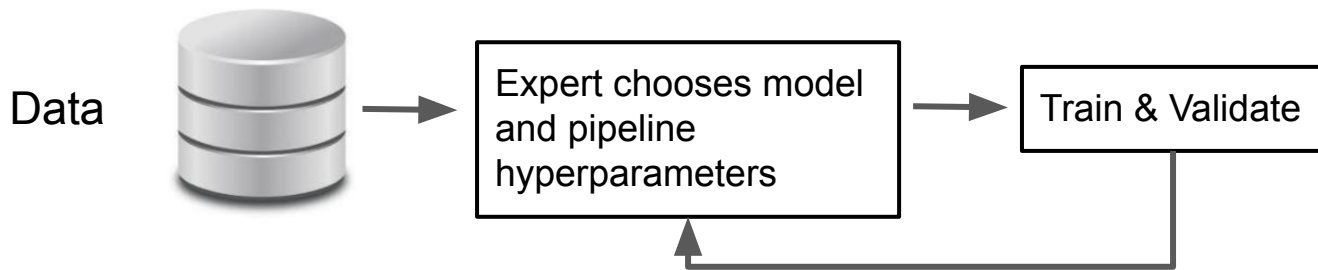 Data
Expert chooses model
and pipeline
hyperparameters
Train & Validate